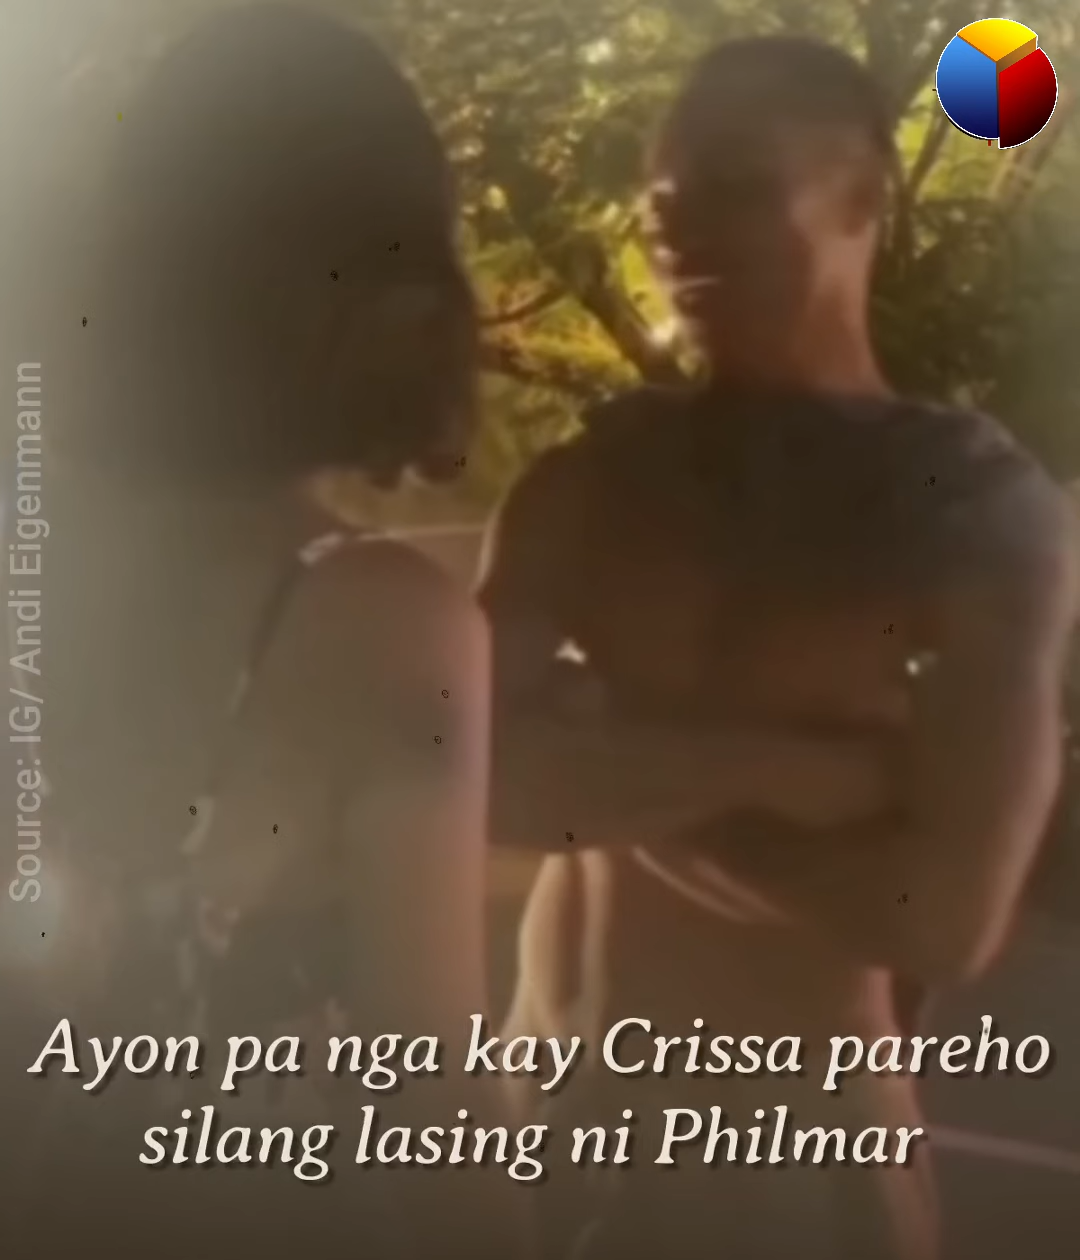 Source: IG/ Andi Eigenmann
Ayon pa nga kay Crissa pareho
silang lasing ni Philmar